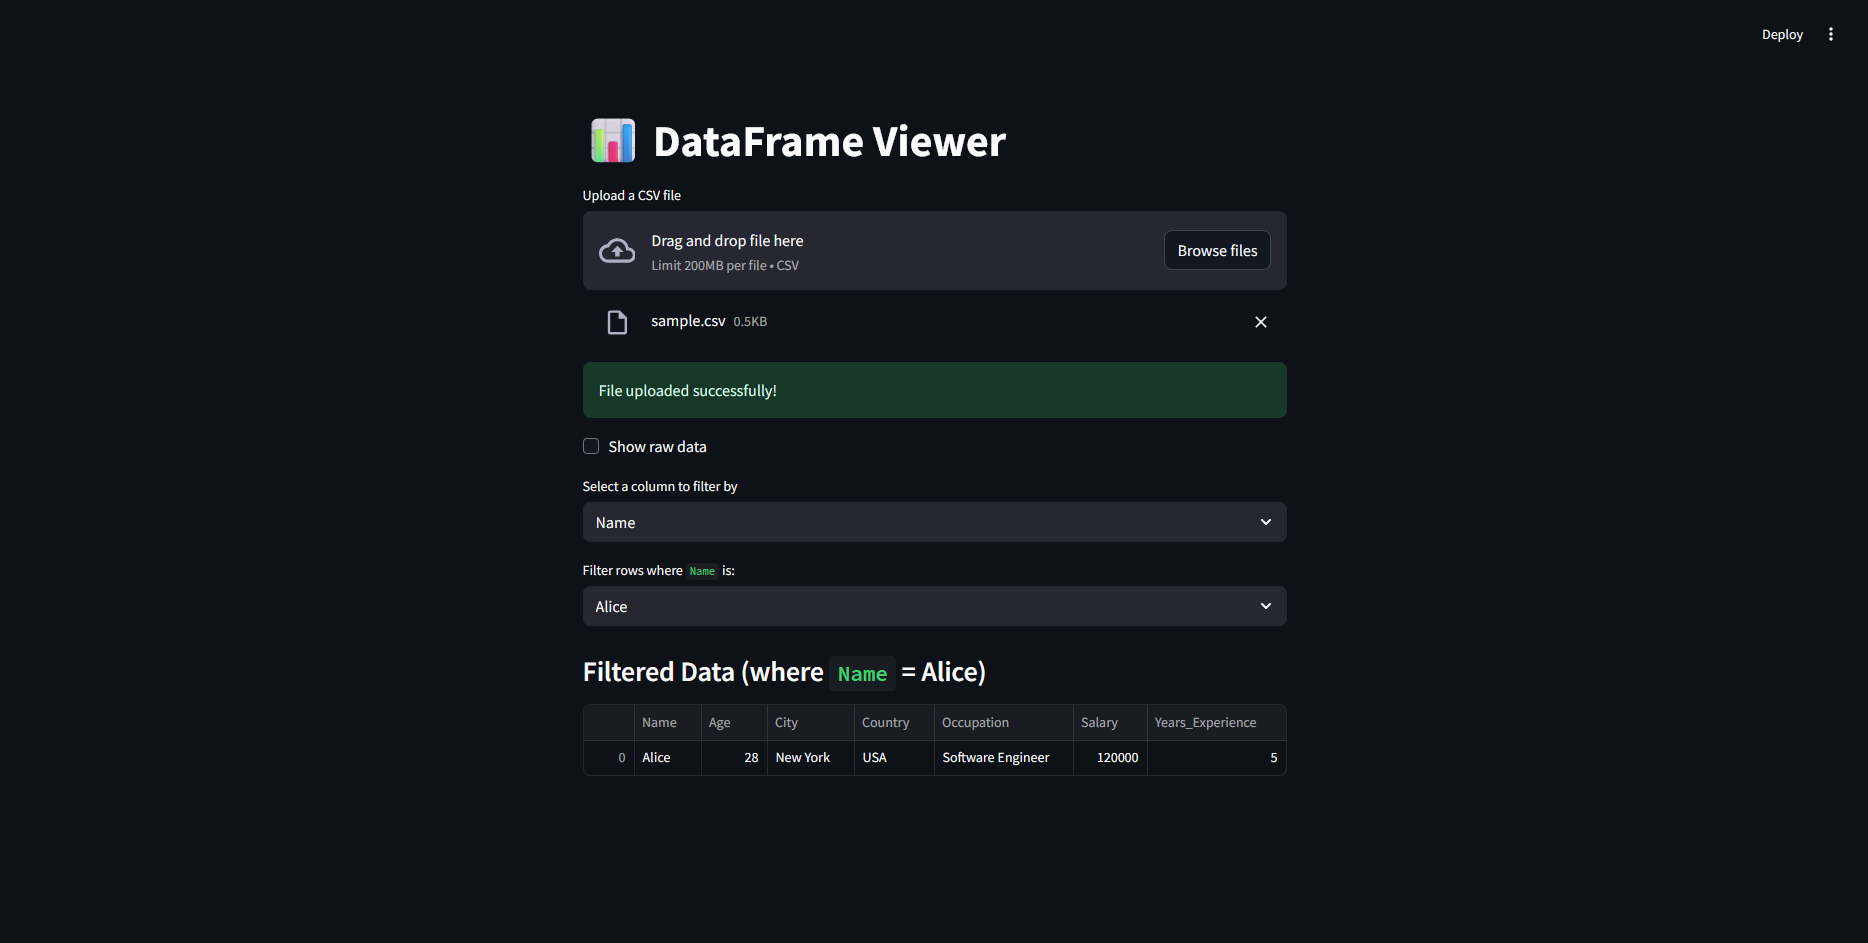 Deploy
DataFrame Viewer
Upload a CSV file
Drag and drop file here
Limit 200MB per file • CSV
Browse files
sample.csv 0.5KB
File uploaded successfully!
Show raw data
Select a column to filter by
Name
Filter rows where Name is:
Alice
Filtered Data (where Name = Alice)
Name Age City Country Occupation Salary Years_Experience
0 Alice 28 New York USA Software Engineer 120000 5